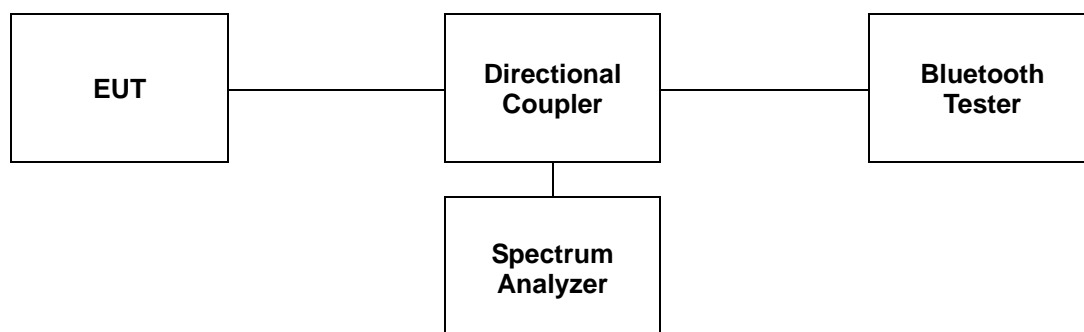 EUT
Directional
Coupler
Bluetooth
Tester
Spectrum
Analyzer